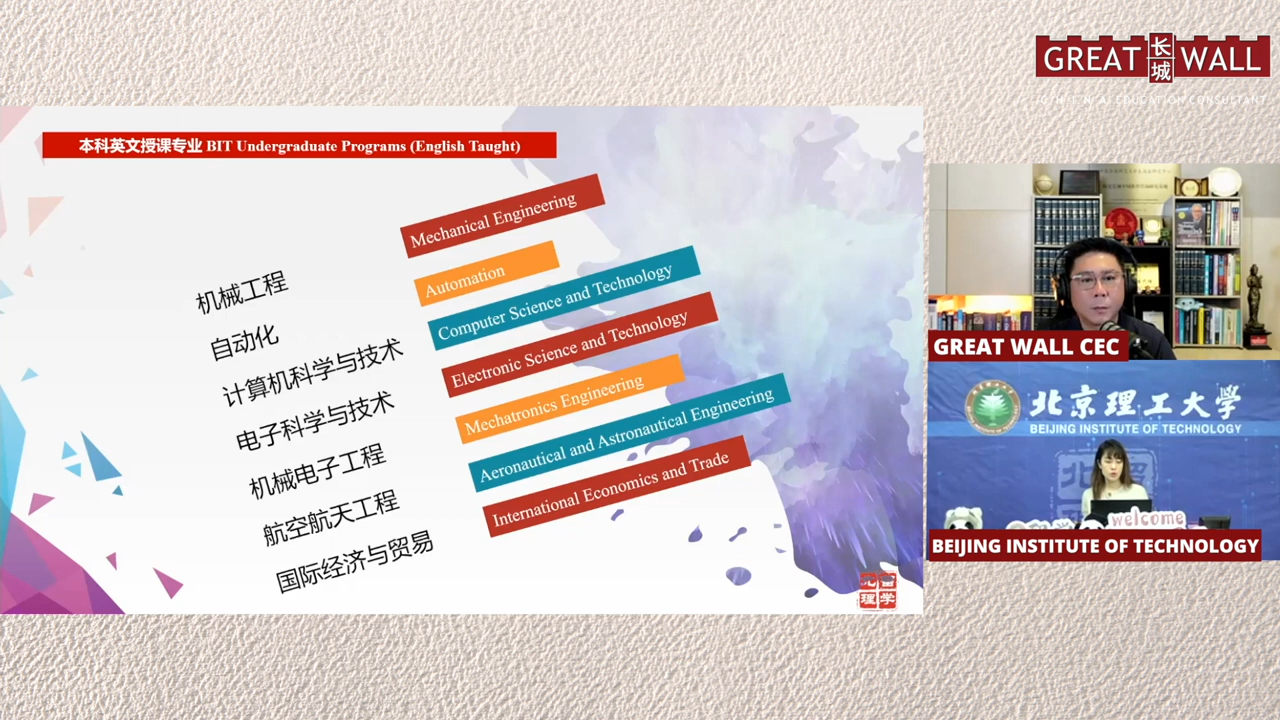 GREAT 长城 WALL
本科英文授课专业 BIT Undergraduate Programs (English Taught)
机械工程
Mechanical Engineering
自动化
Automation
计算机科学与技术
Computer Science and Technology
电子科学与技术
Electronic Science and Technology
机械电子工程
Mechatronics Engineering
航空航天工程
Aeronautical and Astronautical Engineering
国际经济与贸易
International Economics and Trade
GREAT WALL CEC
北京理工大学
BEIJING INSTITUTE OF TECHNOLOGY
welcome
BEIJING INSTITUTE OF TECHNOLOGY